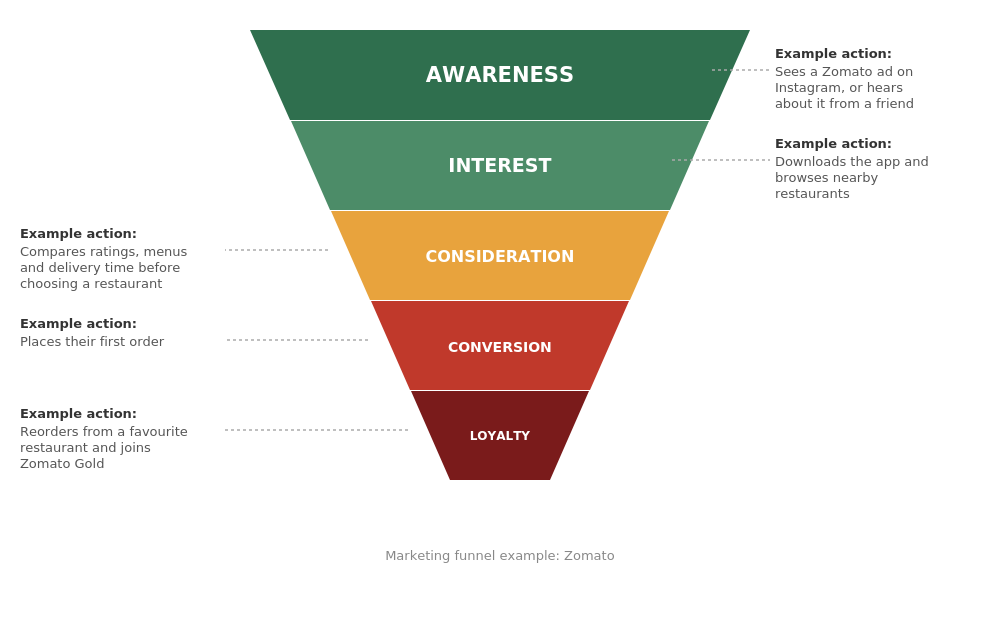 AWARENESS
Example action:
Sees a Zomato ad on
Instagram, or hears
about it from a friend
INTEREST
Example action:
Downloads the app and
browses nearby
restaurants
CONSIDERATION
Example action:
Compares ratings, menus
and delivery time before
choosing a restaurant
CONVERSION
Example action:
Places their first order
LOYALTY
Example action:
Reorders from a favourite
restaurant and joins
Zomato Gold
Marketing funnel example: Zomato